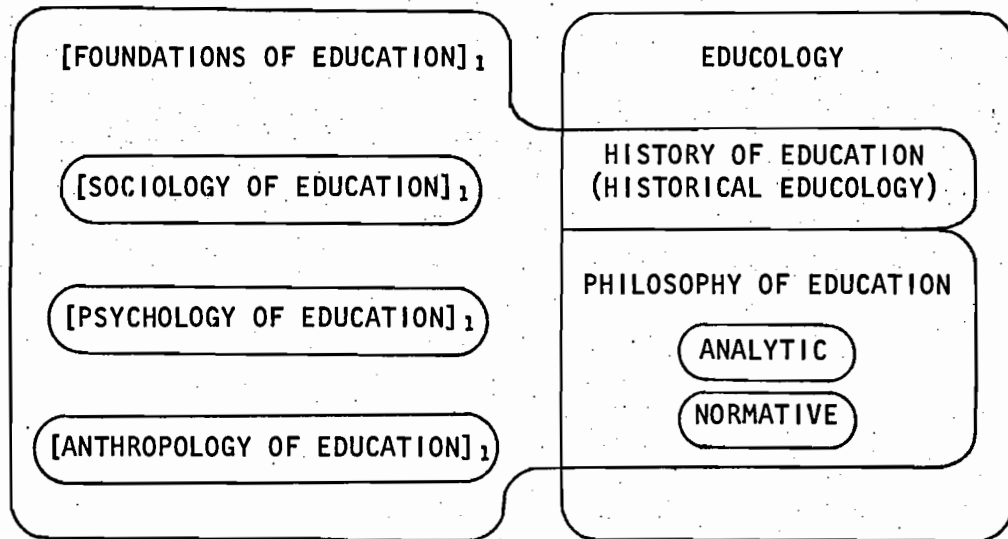 [FOUNDATIONS OF EDUCATION]₁
[SOCIOLOGY OF EDUCATION]₁
[PSYCHOLOGY OF EDUCATION]₁
[ANTHROPOLOGY OF EDUCATION]₁
EDUCOLOGY
HISTORY OF EDUCATION
(HISTORICAL EDUCOLOGY)
PHILOSOPHY OF EDUCATION
ANALYTIC
NORMATIVE